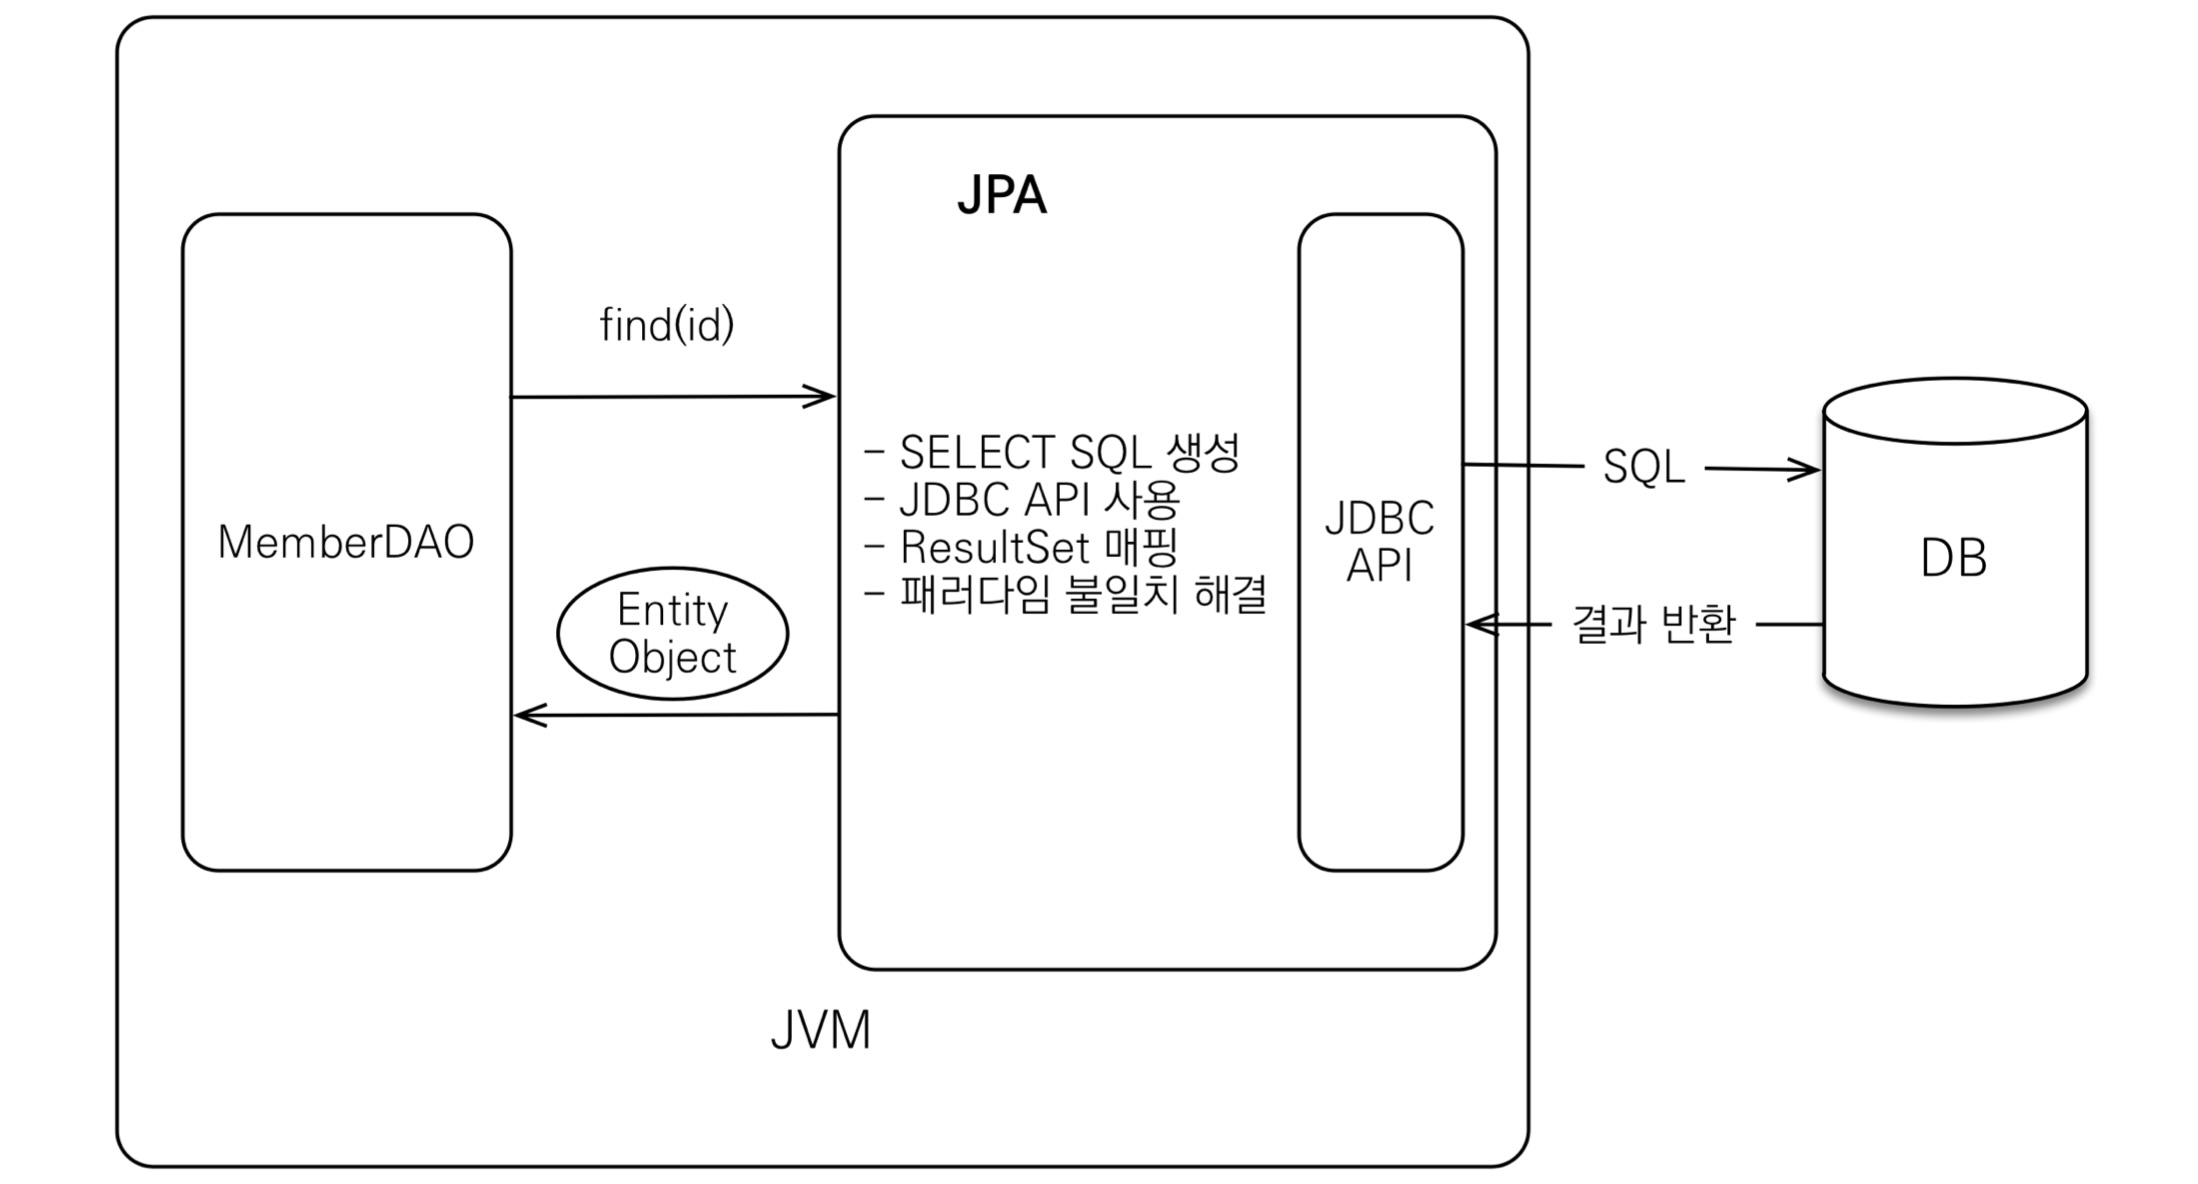 JPA
find(id)
MemberDAO
Entity
Object
- SELECT SQL 생성
- JDBC API 사용
- ResultSet 매핑
- 패러다임 불일치 해결
JDBC
API
SQL
결과 반환
DB
JVM